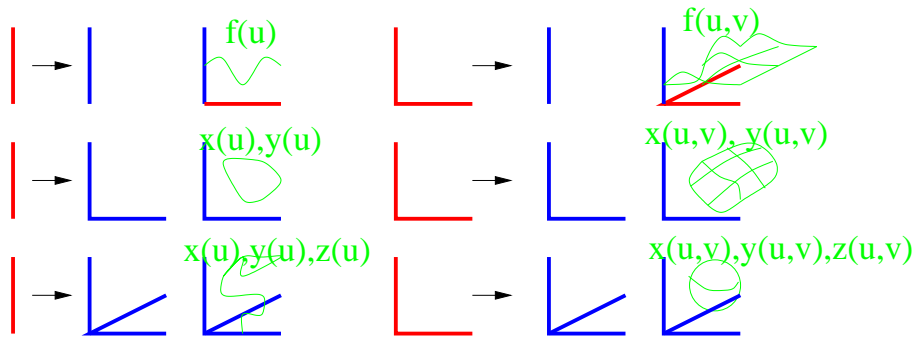 f(u)
f(u,v)
x(u),y(u)
x(u,v), y(u,v)
x(u),y(u),z(u)
x(u,v),y(u,v),z(u,v)